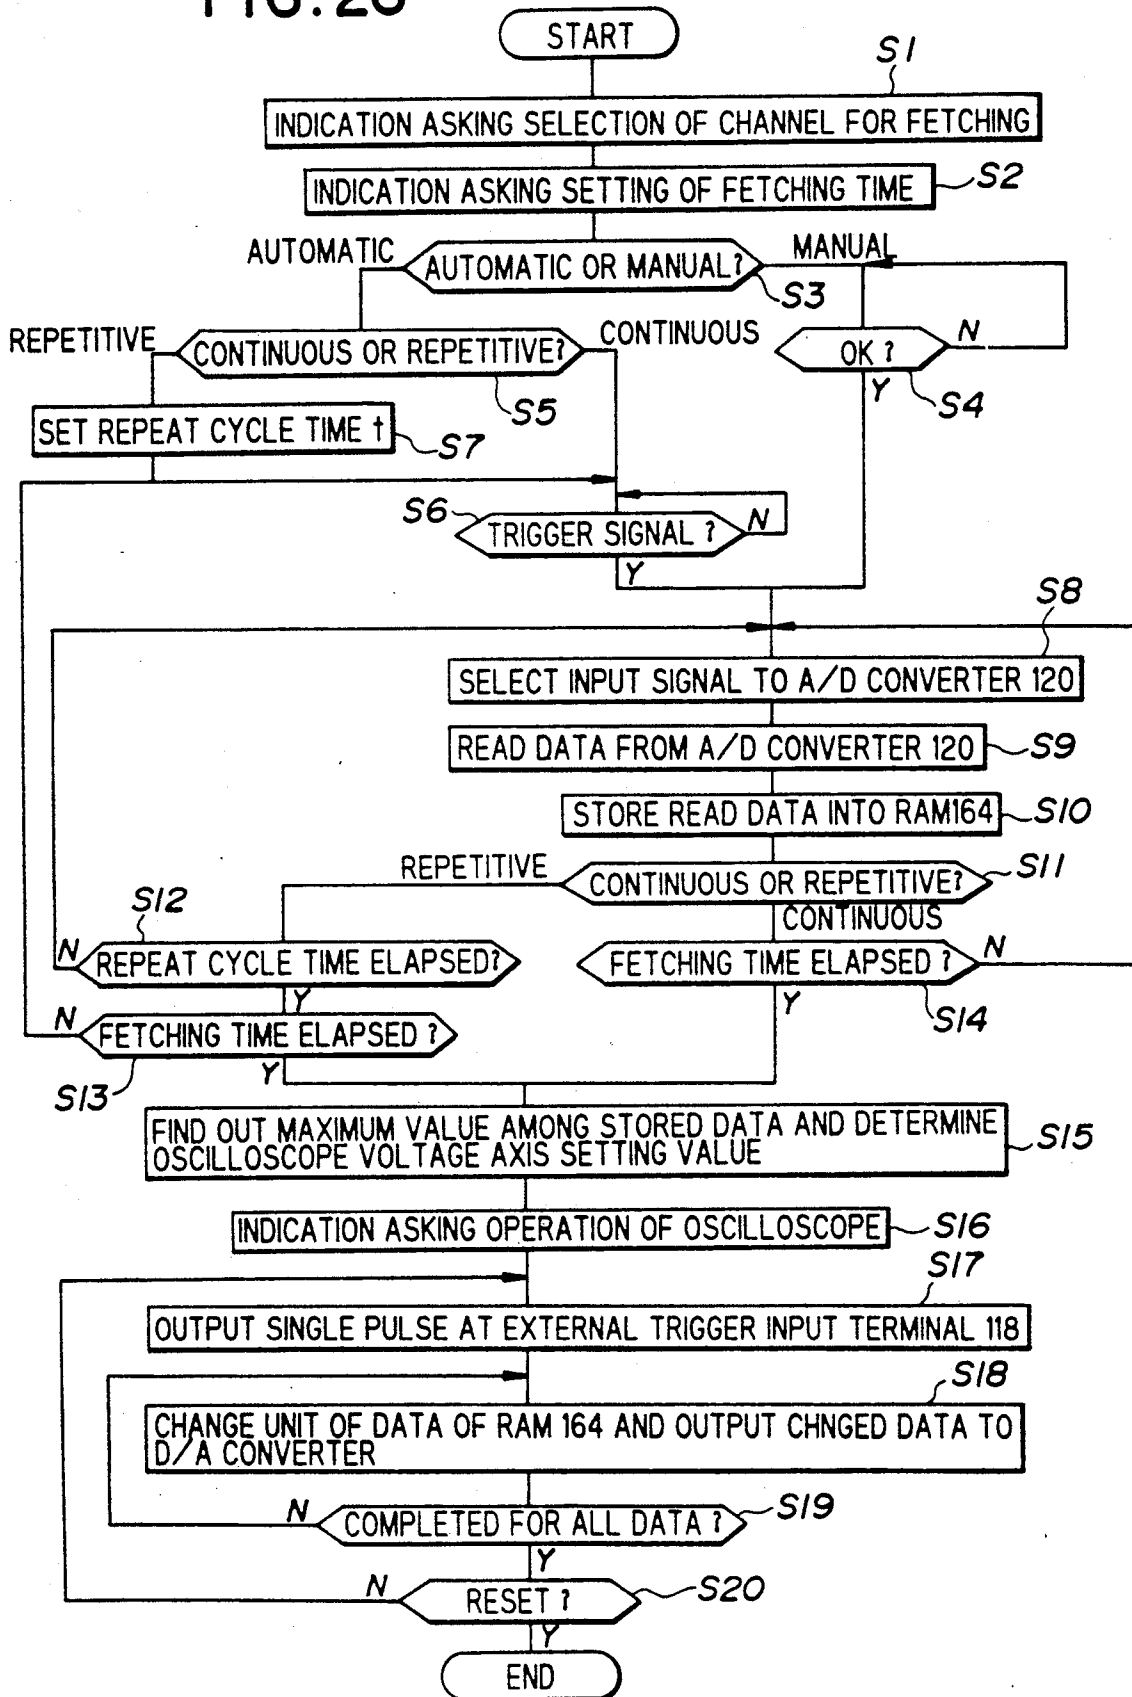 START
S1
INDICATION ASKING SELECTION OF CHANNEL FOR FETCHING
INDICATION ASKING SETTING OF FETCHING TIME
S2
AUTOMATIC
AUTOMATIC OR MANUAL?
MANUAL
S3
REPETITIVE
CONTINUOUS OR REPETITIVE?
CONTINUOUS
S5
OK ?
N
Y
S4
SET REPEAT CYCLE TIME t
S7
S6
TRIGGER SIGNAL ?
N
Y
S8
SELECT INPUT SIGNAL TO A/D CONVERTER 120
READ DATA FROM A/D CONVERTER 120
S9
STORE READ DATA INTO RAM164
S10
REPETITIVE
CONTINUOUS OR REPETITIVE?
S11
CONTINUOUS
S12
N
REPEAT CYCLE TIME ELAPSED?
Y
FETCHING TIME ELAPSED ?
N
Y
S14
N
FETCHING TIME ELAPSED ?
Y
S13
FIND OUT MAXIMUM VALUE AMONG STORED DATA AND DETERMINE
OSCILLOSCOPE VOLTAGE AXIS SETTING VALUE
S15
INDICATION ASKING OPERATION OF OSCILLOSCOPE
S16
S17
OUTPUT SINGLE PULSE AT EXTERNAL TRIGGER INPUT TERMINAL 118
S18
CHANGE UNIT OF DATA OF RAM 164 AND OUTPUT CHNGED DATA TO
D/A CONVERTER
N
COMPLETED FOR ALL DATA ?
S19
Y
N
RESET ?
S20
Y
END